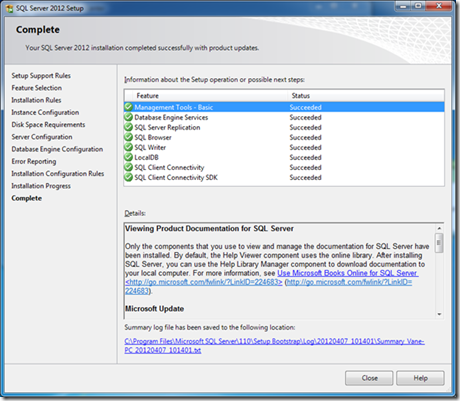 SQL Server 2012 Setup
Complete
Your SQL Server 2012 installation completed successfully with product updates.
Setup Support Rules
Feature Selection
Installation Rules
Instance Configuration
Disk Space Requirements
Server Configuration
Database Engine Configuration
Error Reporting
Installation Configuration Rules
Installation Progress
Complete
Information about the Setup operation or possible next steps:
Feature Status
Management Tools - Basic Succeeded
Database Engine Services Succeeded
SQL Server Replication Succeeded
SQL Browser Succeeded
SQL Writer Succeeded
LocalDB Succeeded
SQL Client Connectivity Succeeded
SQL Client Connectivity SDK Succeeded
Details:
Viewing Product Documentation for SQL Server
Only the components that you use to view and manage the documentation for SQL Server have
been installed. By default, the Help Viewer component uses the online library. After installing
SQL Server, you can use the Help Library Manager component to download documentation to
your local computer. For more information, see Use Microsoft Books Online for SQL Server
<http://go.microsoft.com/fwlink/?LinkID=224683> (http://go.microsoft.com/fwlink/?LinkID=
224683).
Microsoft Update
Summary log file has been saved to the following location:
C:\Program Files\Microsoft SQL Server\110\Setup Bootstrap\Log\20120407_101401\Summary_Vane-
PC_20120407_101401.txt
Close
Help